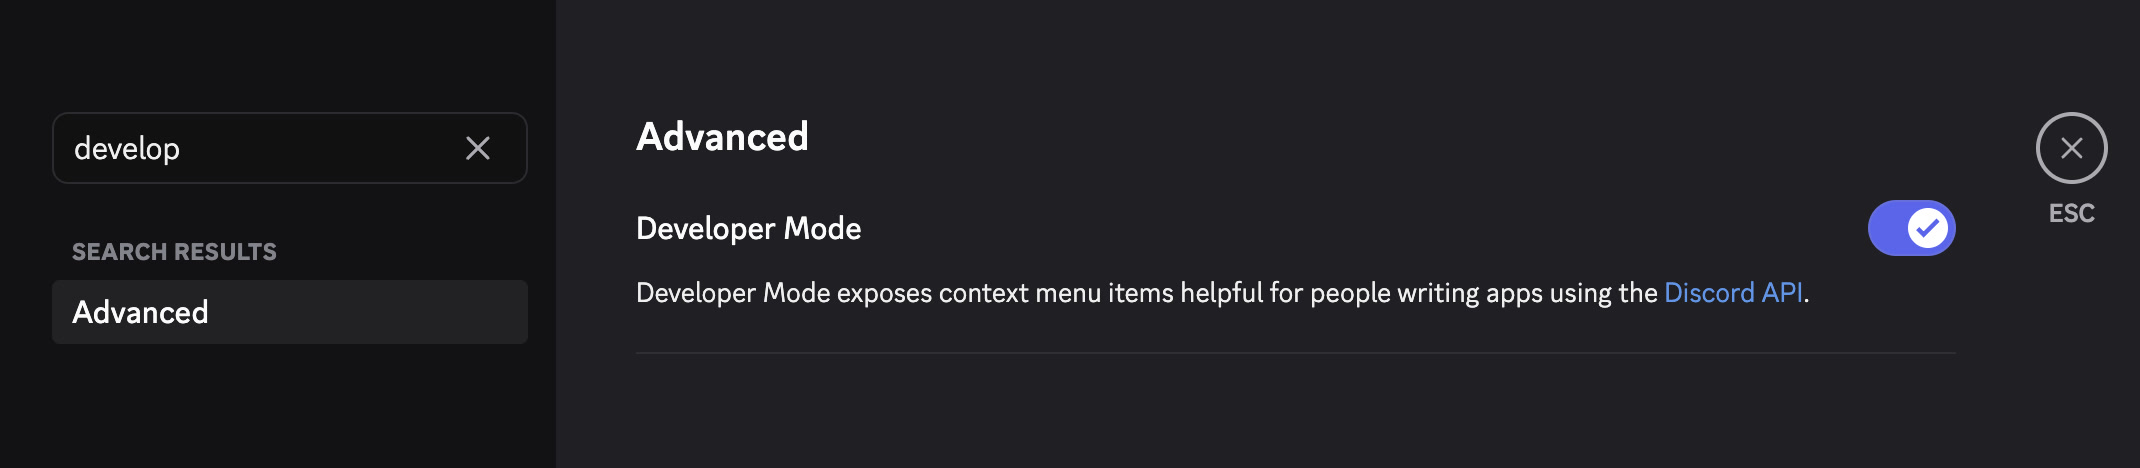 develop
SEARCH RESULTS
Advanced
Advanced
Developer Mode
Developer Mode exposes context menu items helpful for people writing apps using the Discord API.
ESC